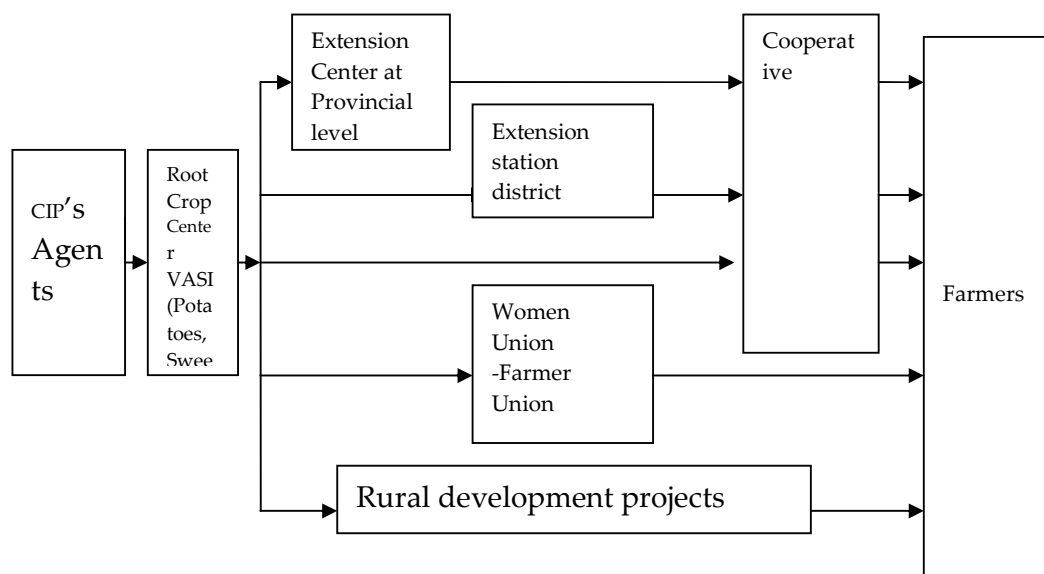 CIP's
Agen
ts
Root
Crop
Cente
r
VASI
(Pota
toes,
Swee
Extension
Center at
Provincial
level
Extension
station
district
Women
Union
-Farmer
Union
Rural development projects
Cooperat
ive
Farmers